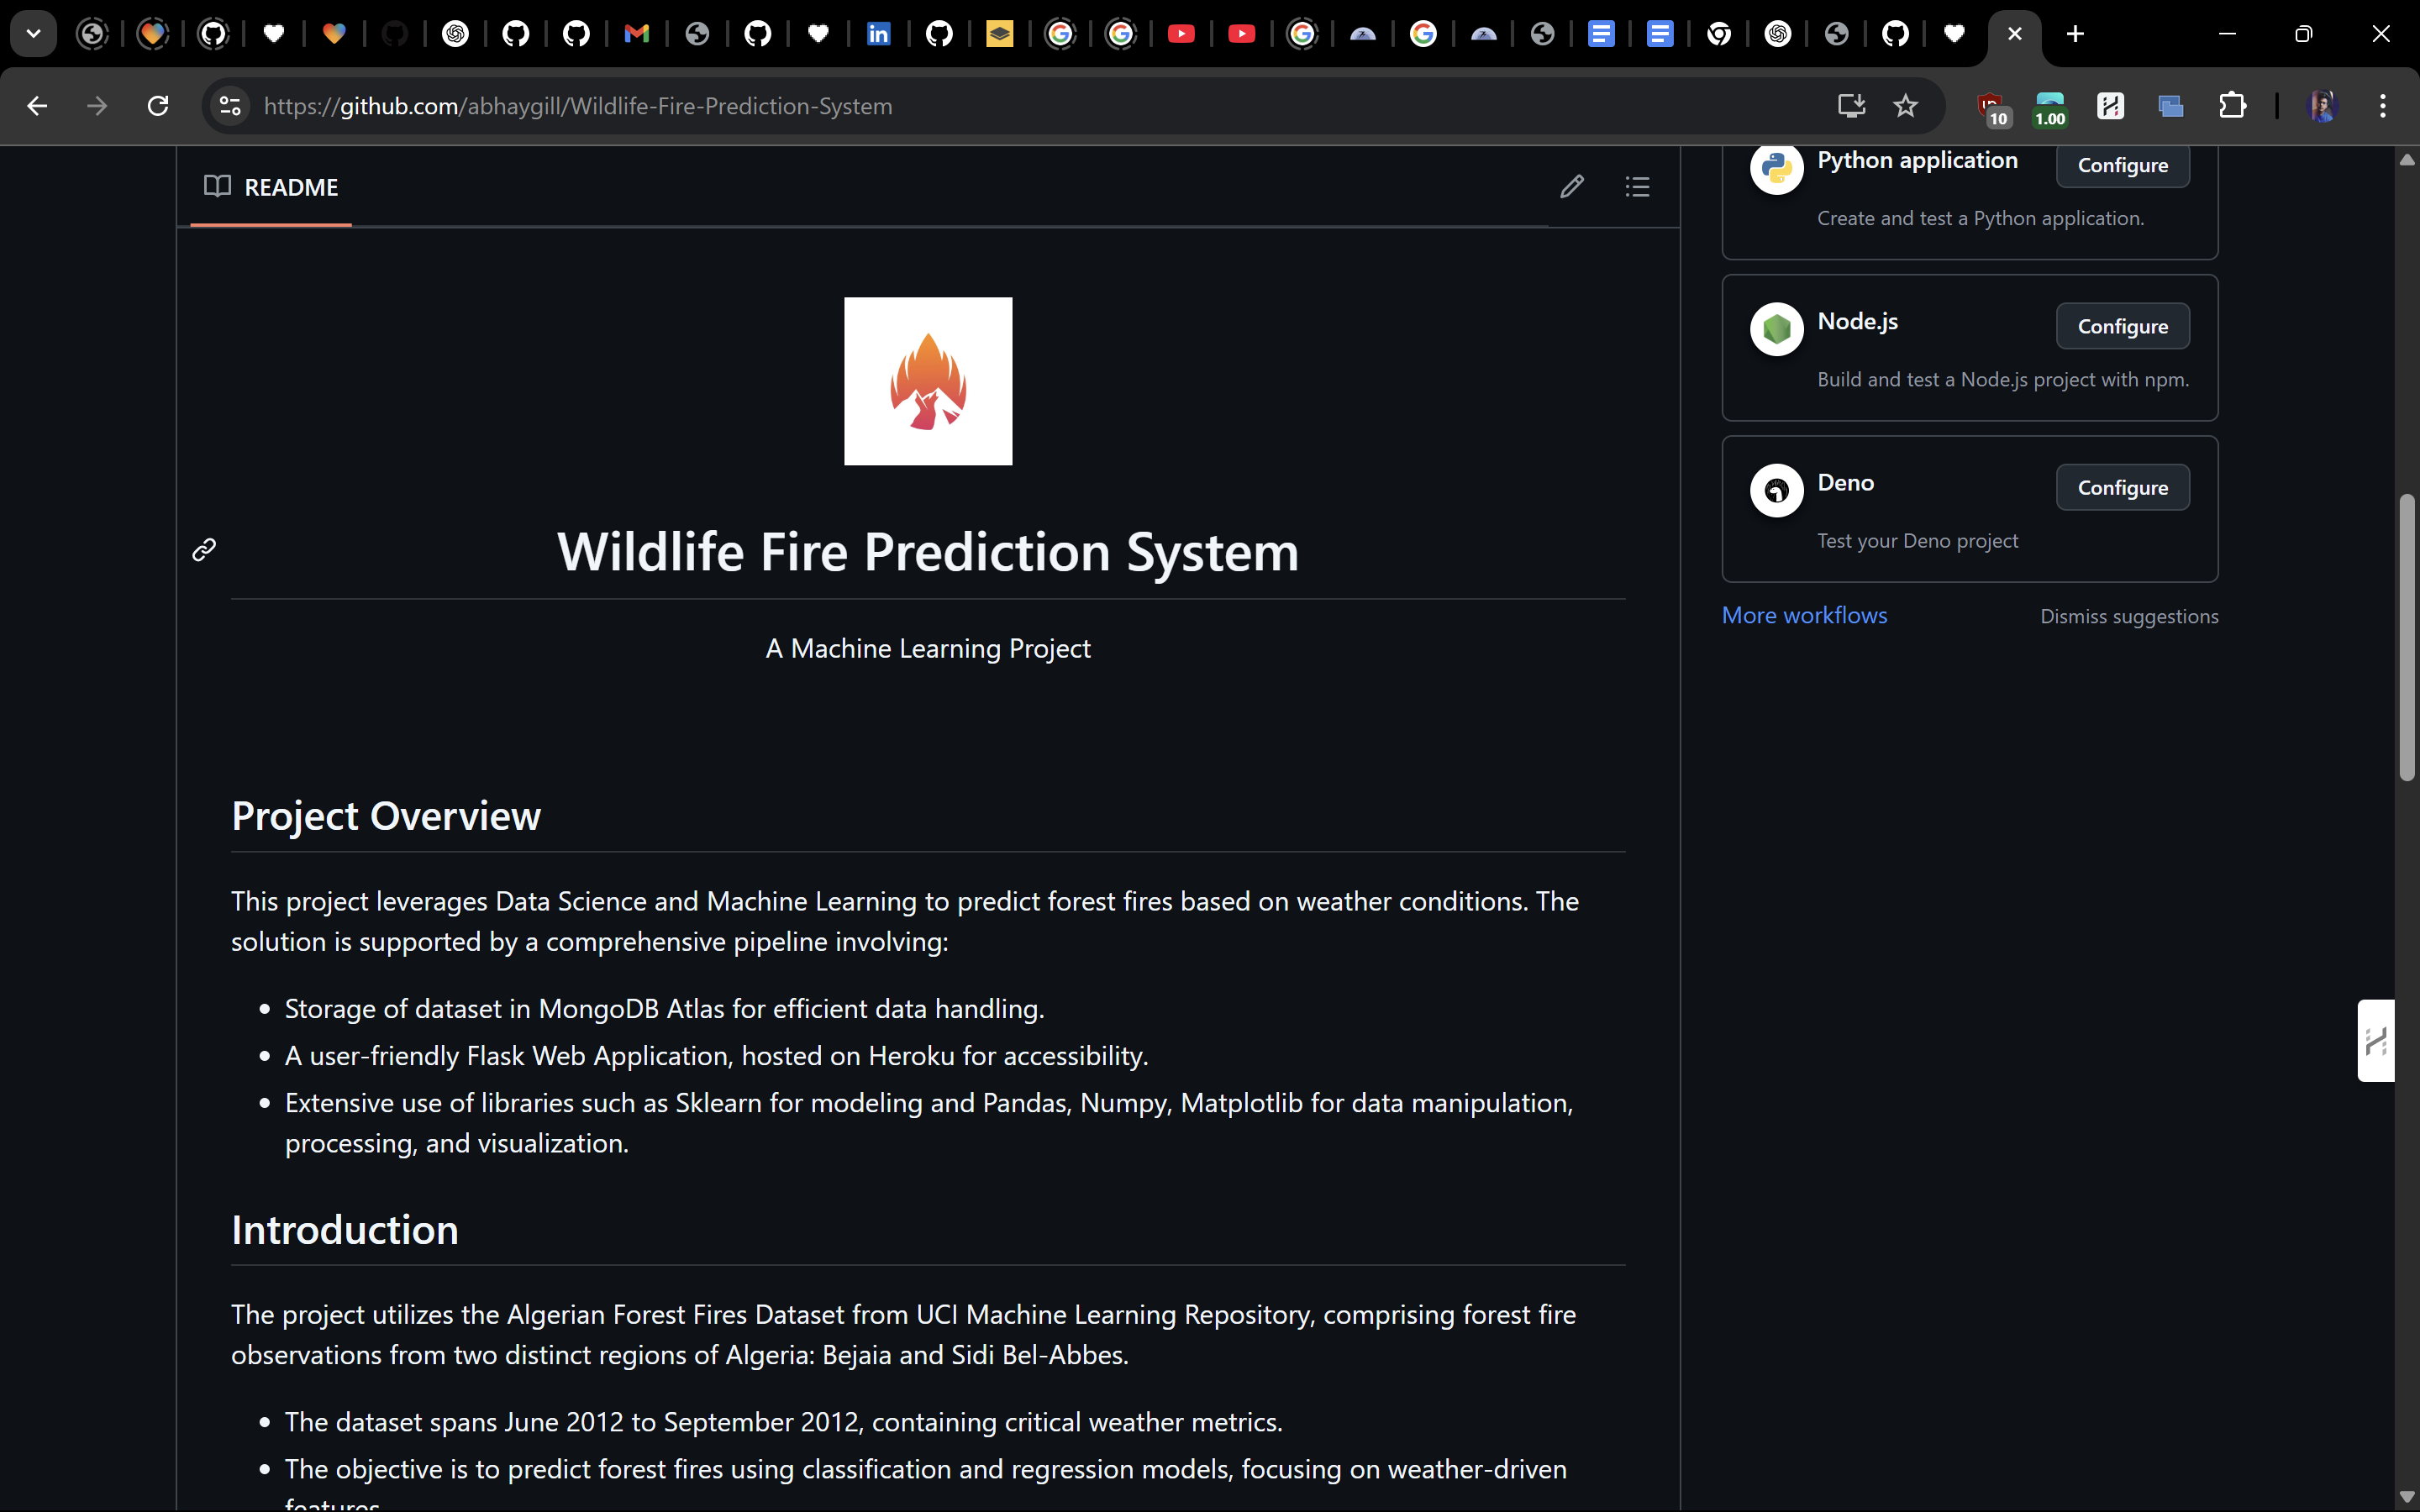 https://github.com/abhaygill/Wildlife-Fire-Prediction-System
10
1.00
README
Wildlife Fire Prediction System
A Machine Learning Project
Project Overview
This project leverages Data Science and Machine Learning to predict forest fires based on weather conditions. The
solution is supported by a comprehensive pipeline involving:
Storage of dataset in MongoDB Atlas for efficient data handling.
A user-friendly Flask Web Application, hosted on Heroku for accessibility.
Extensive use of libraries such as Sklearn for modeling and Pandas, Numpy, Matplotlib for data manipulation,
processing, and visualization.
Introduction
The project utilizes the Algerian Forest Fires Dataset from UCI Machine Learning Repository, comprising forest fire
observations from two distinct regions of Algeria: Bejaia and Sidi Bel-Abbes.
The dataset spans June 2012 to September 2012, containing critical weather metrics.
The objective is to predict forest fires using classification and regression models, focusing on weather-driven
features
Python application
Configure
Create and test a Python application.
Node.js
Configure
Build and test a Node.js project with npm.
Deno
Configure
Test your Deno project
More workflows
Dismiss suggestions